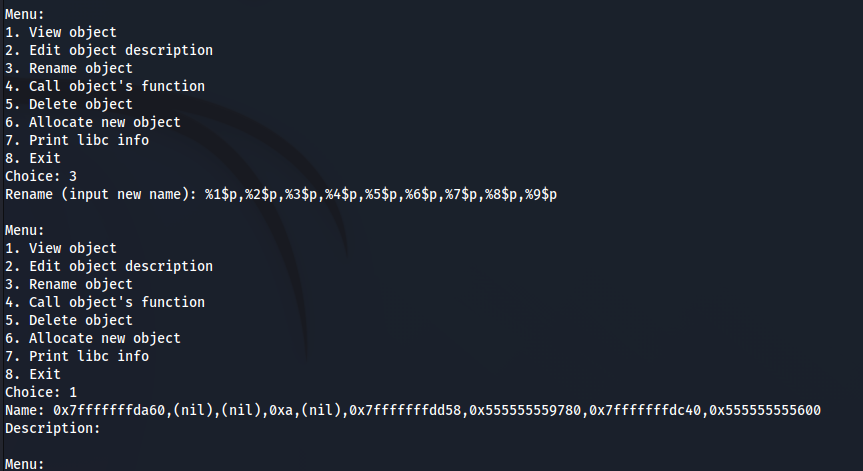 Menu:
1. View object
2. Edit object description
3. Rename object
4. Call object's function
5. Delete object
6. Allocate new object
7. Print libc info
8. Exit
Choice: 3
Rename (input new name): %1$p,%2$p,%3$p,%4$p,%5$p,%6$p,%7$p,%8$p,%9$p
Menu:
1. View object
2. Edit object description
3. Rename object
4. Call object's function
5. Delete object
6. Allocate new object
7. Print libc info
8. Exit
Choice: 1
Name: 0x7fffffffda60,(nil),(nil),0xa,(nil),0x7fffffffdd58,0x555555559780,0x7fffffffdc40,0x555555555600
Description:
Menu: